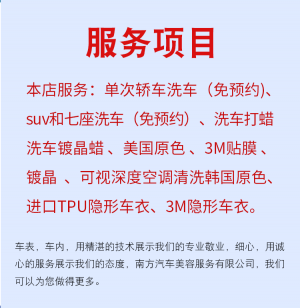 服务项目
本店服务：单次轿车洗车（免预约)、
suv和七座洗车（免预约）、洗车打蜡
洗车镀晶蜡 、美国原色 、3M贴膜 、
镀晶 、可视深度空调清洗韩国原色、
进口TPU隐形车衣、3M隐形车衣。
车表，车内，用精湛的技术展示我们的专业敬业，细心，用诚
心的服务展示我们的态度，南方汽车美容服务有限公司，我们
可以为您做得更多。